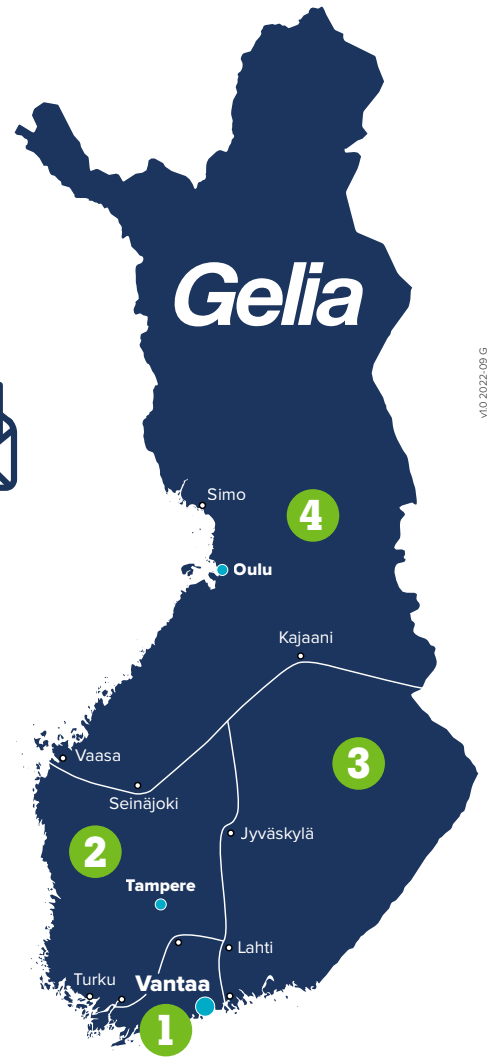 Gelia
v1.0 2022-09 G
Simo
4
Oulu
Kajaani
Vaasa
3
Seinäjoki
Jyväskylä
2
Tampere
Lahti
Turku
Vantaa
1